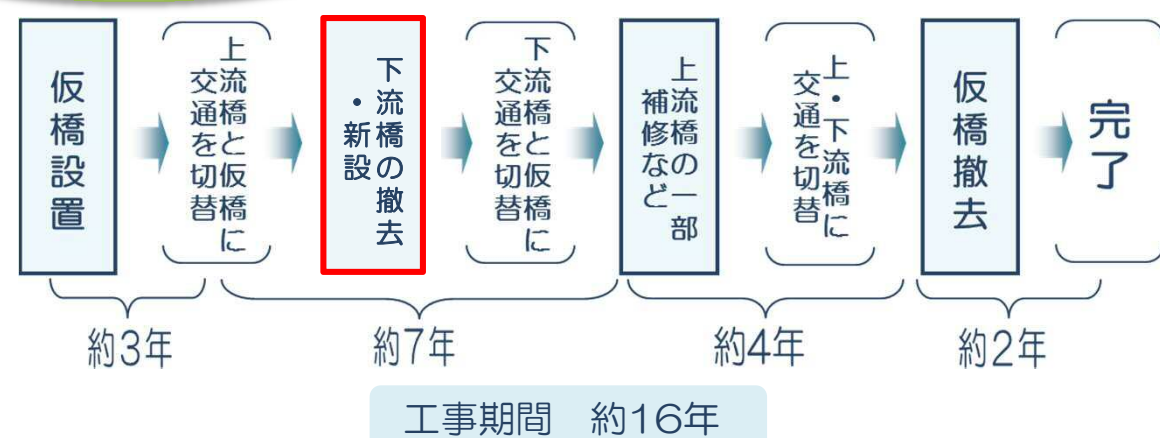 仮橋設置
上流橋と仮橋に
交通を切替
下流橋の撤去
・新設
下流橋と仮橋に
交通を切替
上流橋の一部
補修など
上・下流橋に
交通を切替
仮橋撤去
完了
約3年
約7年
約4年
約2年
工事期間　約16年